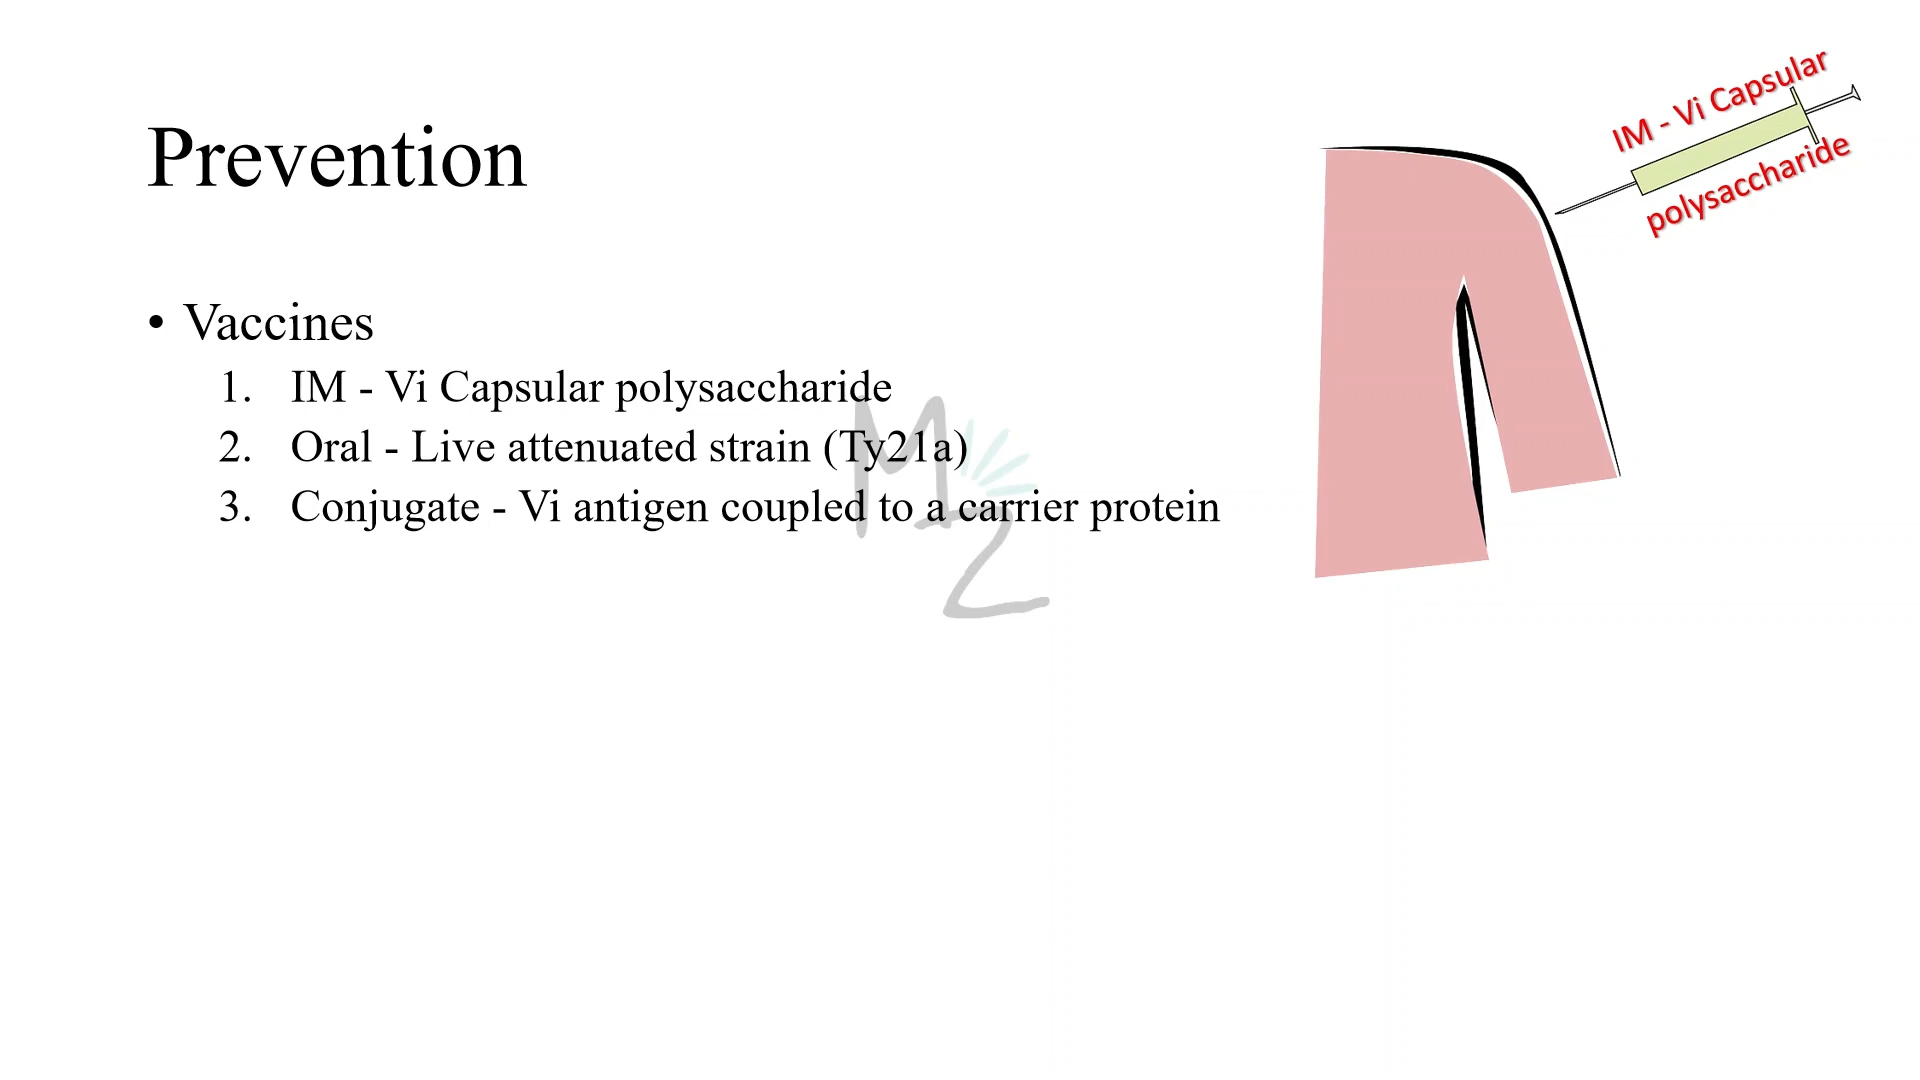 Prevention
• Vaccines
1. IM - Vi Capsular polysaccharide
2. Oral - Live attenuated strain (Ty21a)
3. Conjugate - Vi antigen coupled to a carrier protein
IM - Vi Capsular
polysaccharide
MZ